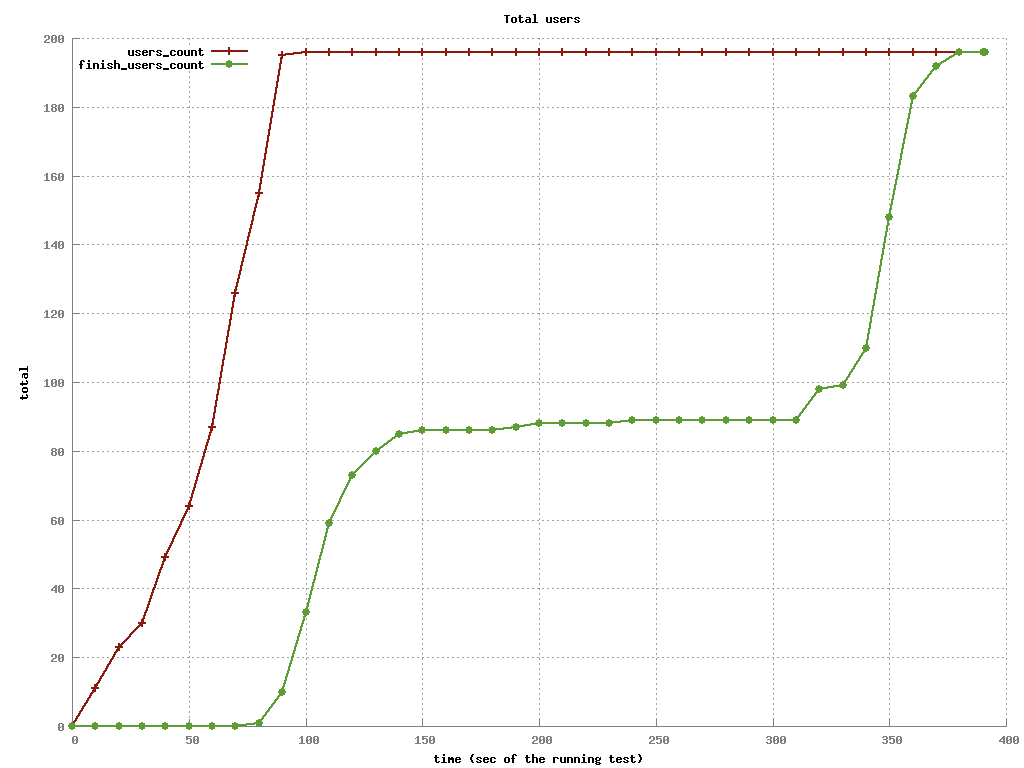 Total users
users_count
finish_users_count
200
180
160
140
120
100
80
60
40
20
0
total
0 50 100 150 200 250 300 350 400
time (sec of the running test)